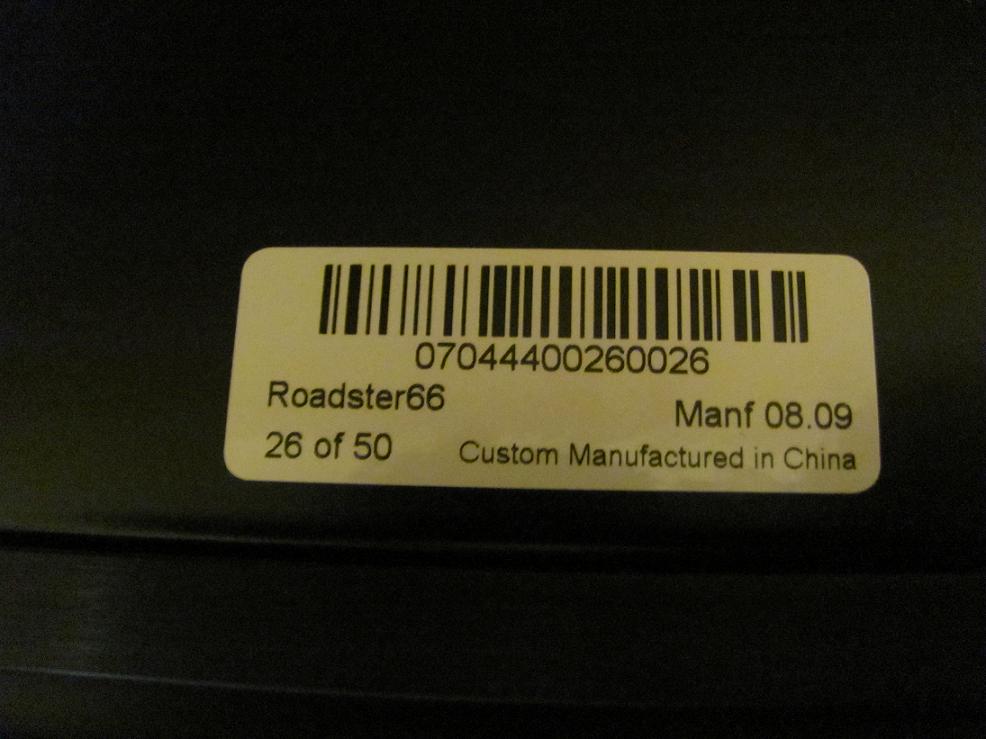 07044400260026
Roadster66
Manf 08.09
26 of 50
Custom Manufactured in China